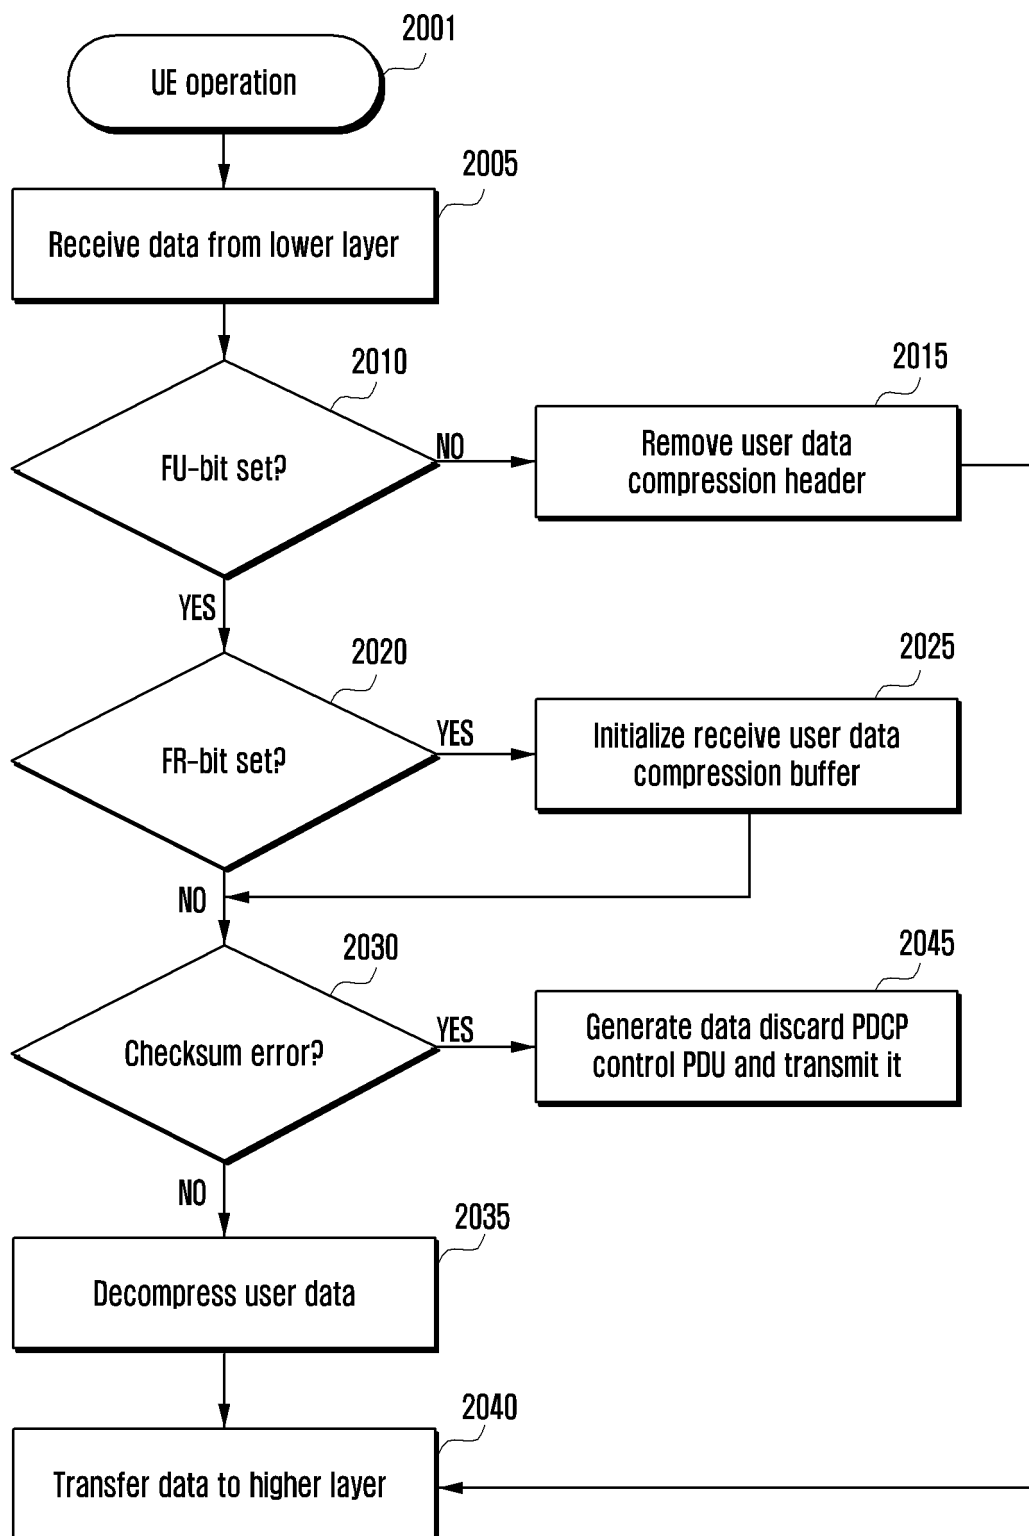 2001
UE operation
2005
Receive data from lower layer
2010
FU-bit set?
NO
2015
Remove user data
compression header
YES
2020
FR-bit set?
YES
2025
Initialize receive user data
compression buffer
NO
2030
Checksum error?
YES
2045
Generate data discard PDCP
control PDU and transmit it
NO
2035
Decompress user data
2040
Transfer data to higher layer